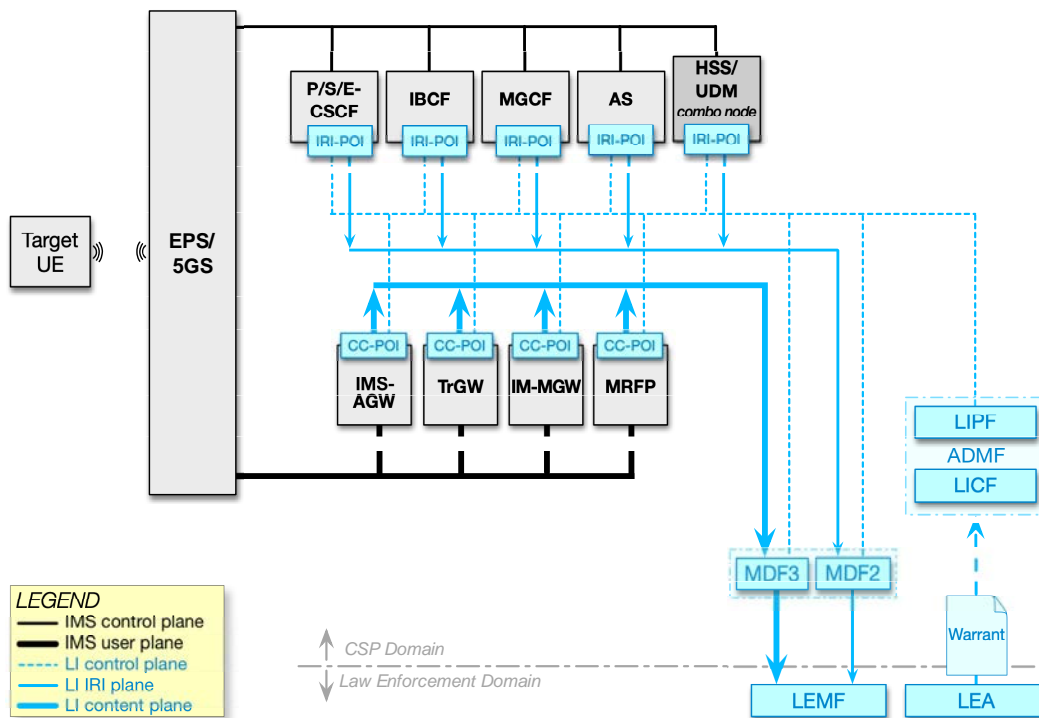 P/S/E-
CSCF
IBCF
MGCF
AS
HSS/
UDM
combo node
IRI-POI
IRI-POI
IRI-POI
IRI-POI
IRI-POI
Target
UE
EPS/
5GS
CC-POI
CC-POI
CC-POI
CC-POI
IMS-
AGW
TrGW
IM-MGW
MRFP
LIPF
ADMF
LICF
MDF3
MDF2
Warrant
LEGEND
IMS control plane
IMS user plane
LI control plane
LI IRI plane
LI content plane
CSP Domain
Law Enforcement Domain
LEMF
LEA